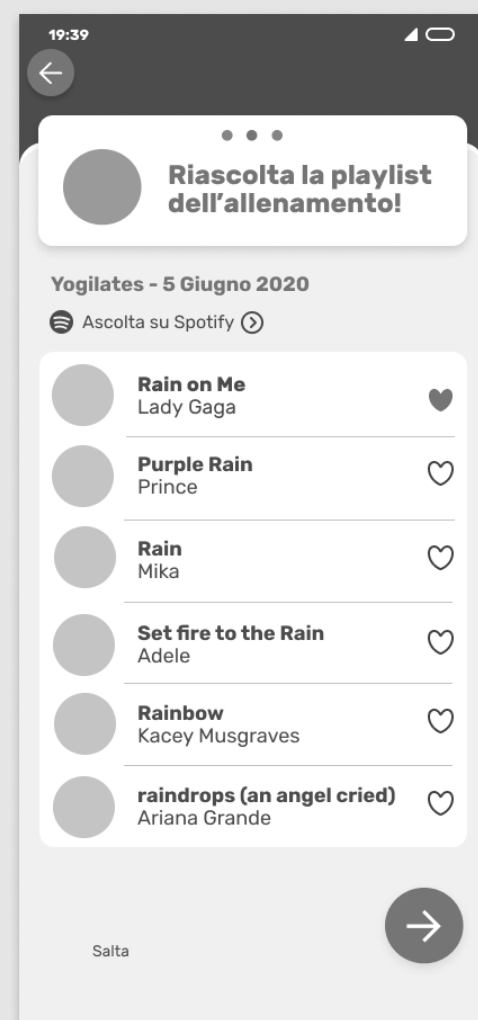 19:39
Riascolta la playlist
dell'allenamento!
Yogilates - 5 Giugno 2020
Ascolta su Spotify
Rain on Me
Lady Gaga
Purple Rain
Prince
Rain
Mika
Set fire to the Rain
Adele
Rainbow
Kacey Musgraves
raindrops (an angel cried)
Ariana Grande
Salta